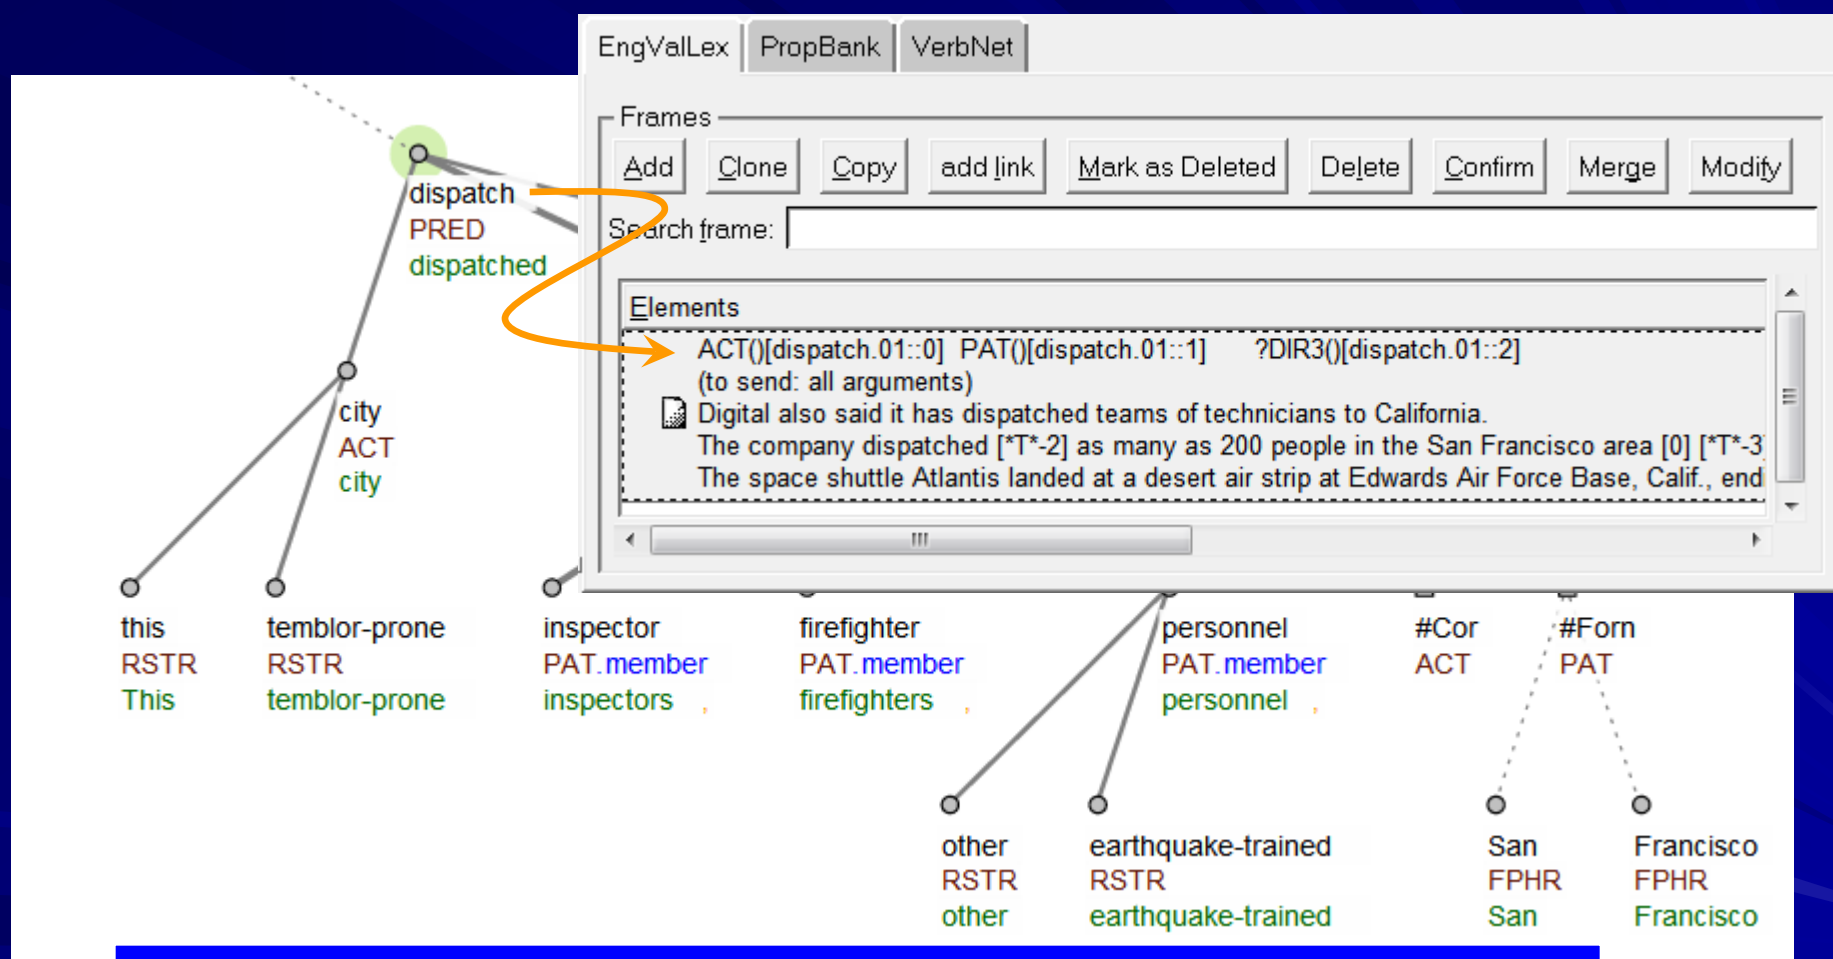 EngValLex PropBank VerbNet
Frames
Add Clone Copy add link Mark as Deleted Delete Confirm Merge Modify
Search frame:
Elements
ACT()[dispatch.01::0] PAT()[dispatch.01::1] ?DIR3()[dispatch.01::2]
(to send: all arguments)
Digital also said it has dispatched teams of technicians to California.
The company dispatched [*T*-2] as many as 200 people in the San Francisco area [0] [*T*-3]
The space shuttle Atlantis landed at a desert air strip at Edwards Air Force Base, Calif., end
dispatch
PRED
dispatched
city
ACT
city
this temblor-prone inspector firefighter personnel #Cor #Forn
RSTR RSTR PAT.member PAT.member PAT.member ACT PAT
This temblor-prone inspectors , firefighters , personnel ,
other earthquake-trained San Francisco
RSTR RSTR FPHR FPHR
other earthquake-trained San Francisco